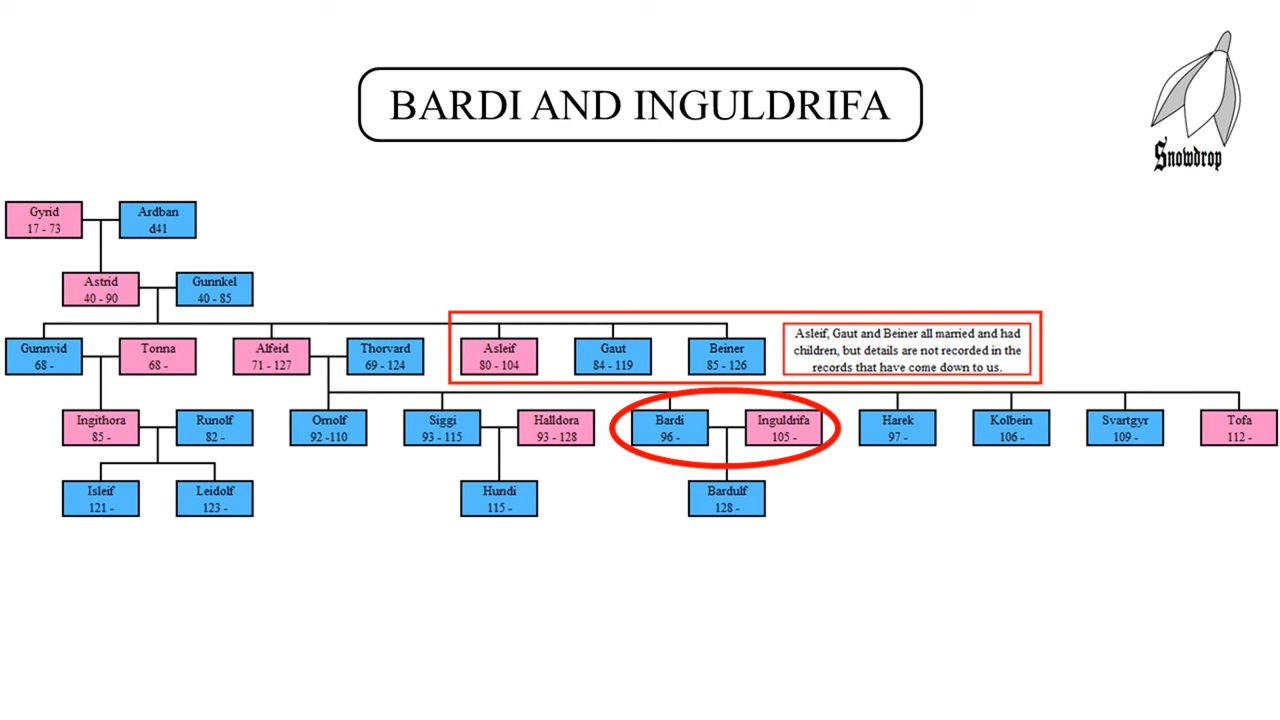 BARDI AND INGULDRIFA
Snowdrop
Gyrid
17 - 73
Ardban
d41
Astrid
40 - 90
Gunnkel
40 - 85
Gunnvid
68 -
Tonna
68 -
Alfeid
71 - 127
Thorvard
69 - 124
Asleif
80 - 104
Gaut
84 - 119
Beiner
85 - 126
Asleif, Gaut and Beiner all married and had
children, but details are not recorded in the
records that have come down to us.
Ingithora
85 -
Runolf
82 -
Ornolf
92 -110
Siggi
93 - 115
Halldora
93 - 128
Bardi
96 -
Inguldrifa
105 -
Harek
97 -
Kolbein
106 -
Svartgyr
109 -
Tofa
112 -
Isleif
121 -
Leidolf
123 -
Hundi
115 -
Bardulf
128 -